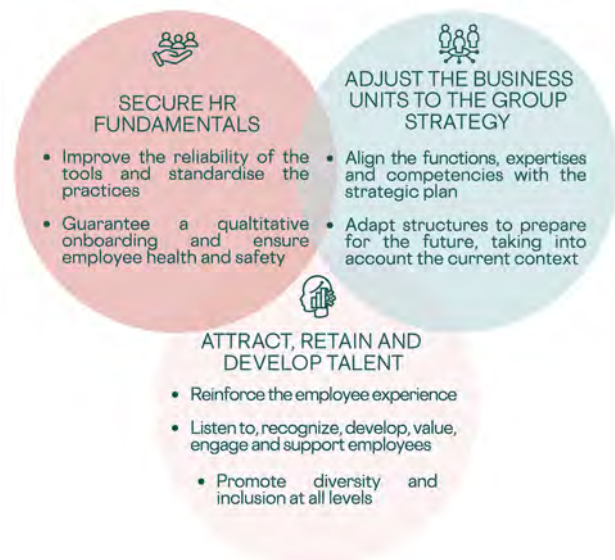 SECURE HR
FUNDAMENTALS
• Improve the reliability of the
tools and standardise the
practices
• Guarantee a qualtitative
onboarding and ensure
employee health and safety
ADJUST THE BUSINESS
UNITS TO THE GROUP
STRATEGY
• Align the functions, expertises
and competencies with the
strategic plan
• Adapt structures to prepare
for the future, taking into
account the current context
ATTRACT, RETAIN AND
DEVELOP TALENT
• Reinforce the employee experience
• Listen to, recognize, develop, value,
engage and support employees
• Promote diversity and
inclusion at all levels